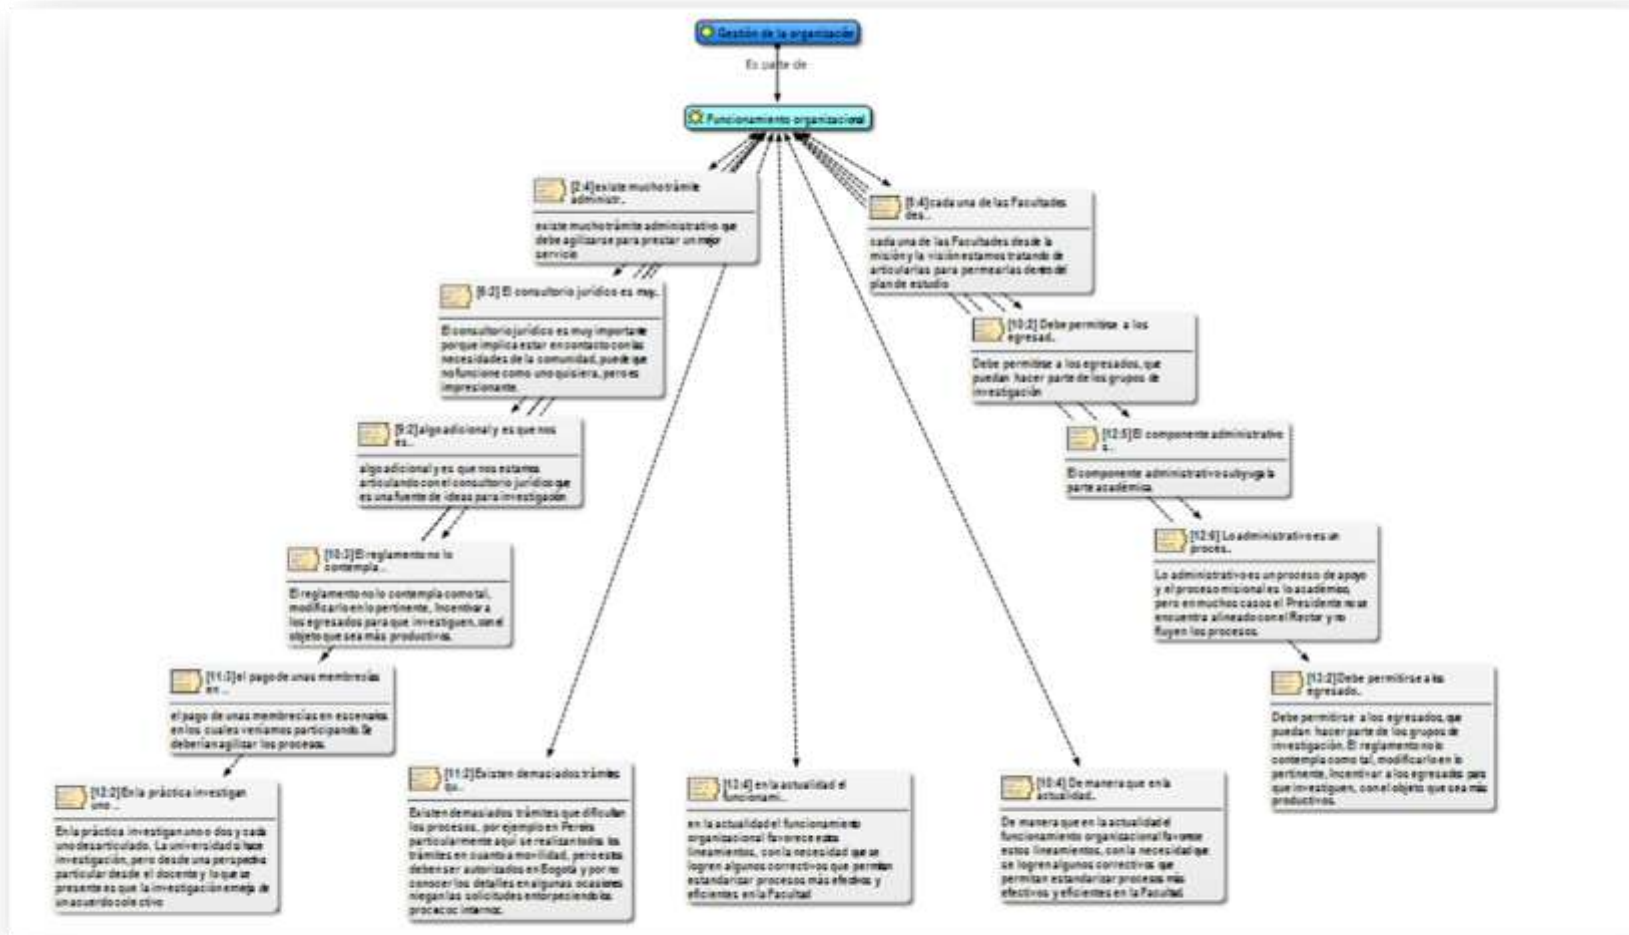 Gestión de la organización
Es parte de
Funcionamiento organizacional
[2:4]existe mucho trámite
administr..
existe mucho trámite administrativo que
debe agilizarse para prestar un mejor
servicio
[5:4]cada una de las Facultades
des...
cada una de las Facultades desde la
misión y la visión estamos tratando de
articularlas para permearlas dentro del
plan de estudio
El consultorio jurídico es muy..
El consultorio jurídico es muy importante
porque implica estar en contacto con las
necesidades de la comunidad, puede que
no funcione como uno quisiera, pero es
impresionante.
[10:2] Debe permitirse a los
egresad..
Debe permitirse a los egresados, que
puedan hacer parte de los grupos de
investigación
[9:2]algo adicional y es que nos
es...
algo adicional y es que nos estamos
articulando con el consultorio jurídico que
es una fuente de ideas para investigación
[12:5]El componente administrativo
s...
El componente administrativo subyuga la
parte académica.
[10:3]El reglamento no lo
contempla...
El reglamento no lo contempla como tal,
modificarlo en lo pertinente, Incentivar a
los egresados para que investiguen, con el
objeto que sea más productivos.
[12:6] Lo administrativo es un
proces..
Lo administrativo es un proceso de apoyo
y el proceso misional es lo académico,
pero en muchos casos el Presidente no se
encuentra alineado con el Rector y no
fluyen los procesos.
[11:3]el pago de unas membrecías
en ...
el pago de unas membrecías en escenarios
en los cuales veníamos participando. Se
deberían agilizar los procesos.
Debe permitirse a los
egresado..
Debe permitirse a los egresados, que
puedan hacer parte de los grupos de
investigación. El reglamento no lo
contempla como tal, modificarlo en lo
pertinente, Incentivar a los egresados para
que investiguen, con el objeto que sea más
productivos.
En la práctica investigan
uno ...
En la práctica investigan uno o dos y cada
uno desarticulado. La universidad si hace
investigación, pero desde una perspectiva
particular desde el docente y lo que se
presente es que la investigación emerja de
un acuerdo colectivo
[11:2]Existen demasiados trámites
qu..
Existen demasiados trámites que dificultan
los procesos, por ejemplo en Pereira
particularmente aquí se realizan todos los
trámites en cuanto a movilidad, pero estos
deben ser autorizados en Bogotá y por no
conocer los detalles en algunas ocasiones
niegan las solicitudes entorpeciendo los
procesos internos.
en la actualidad el
funcionami...
en la actualidad el funcionamiento
organizacional favorece estos
lineamientos, con la necesidad que se
logren algunos correctivos que permitan
estandarizar procesos más efectivos y
eficientes en la Facultad
[10:4] De manera que en la
actualidad..
De manera que en la actualidad el
funcionamiento organizacional favorece
estos lineamientos, con la necesidad que
se logren algunos correctivos que
permitan estandarizar procesos más
efectivos y eficientes en la Facultad.